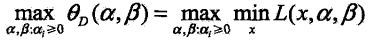 max_{α,β:α_i≥0} θ_D(α,β) = max_{α,β:α_i≥0} min_x L(x,α,β)